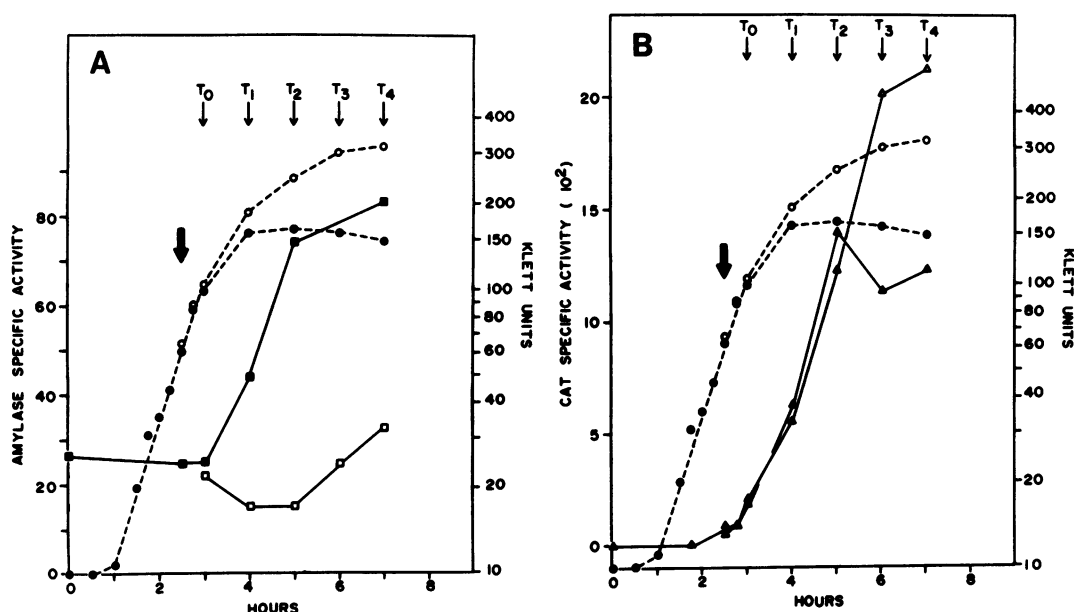 A
T0 T1 T2 T3 T4
400
300
200
150
100
80
60
40
20
10
KLETT UNITS
80
60
40
20
0
AMYLASE SPECIFIC ACTIVITY
0 2 4 6 8
HOURS
B
T0 T1 T2 T3 T4
400
300
200
150
100
80
60
40
20
10
KLETT UNITS
20
15
10
5
0
CAT SPECIFIC ACTIVITY ( 10²)
0 2 4 6 8
HOURS